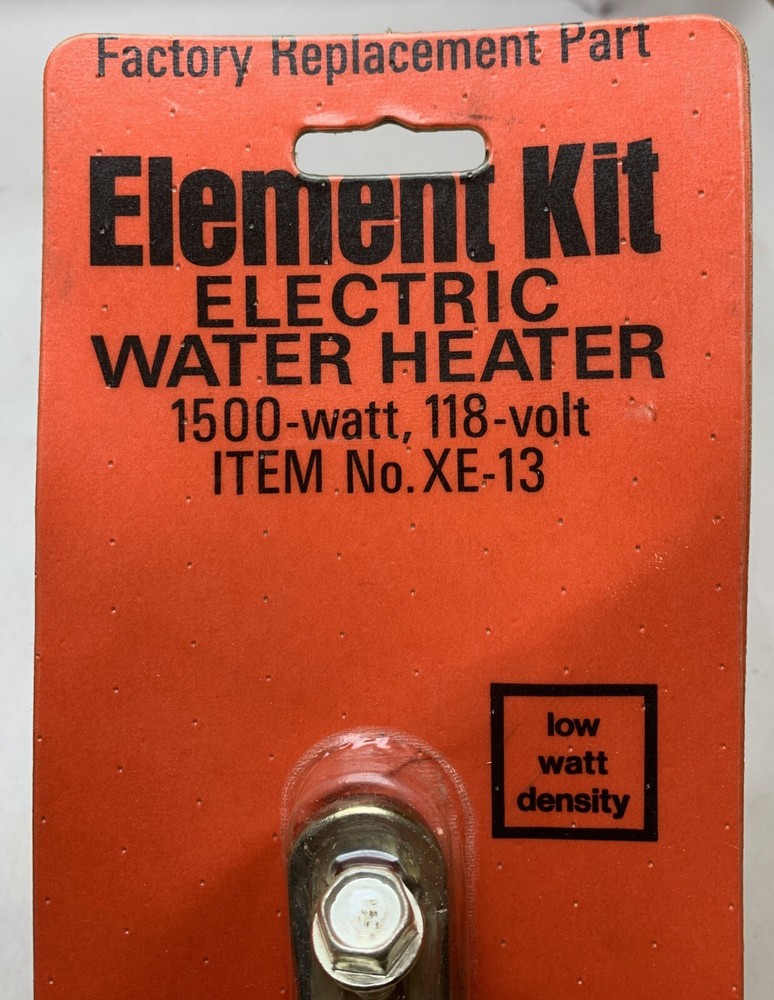 Factory Replacement Part
Element Kit
ELECTRIC
WATER HEATER
1500-watt, 118-volt
ITEM No. XE-13
low
watt
density